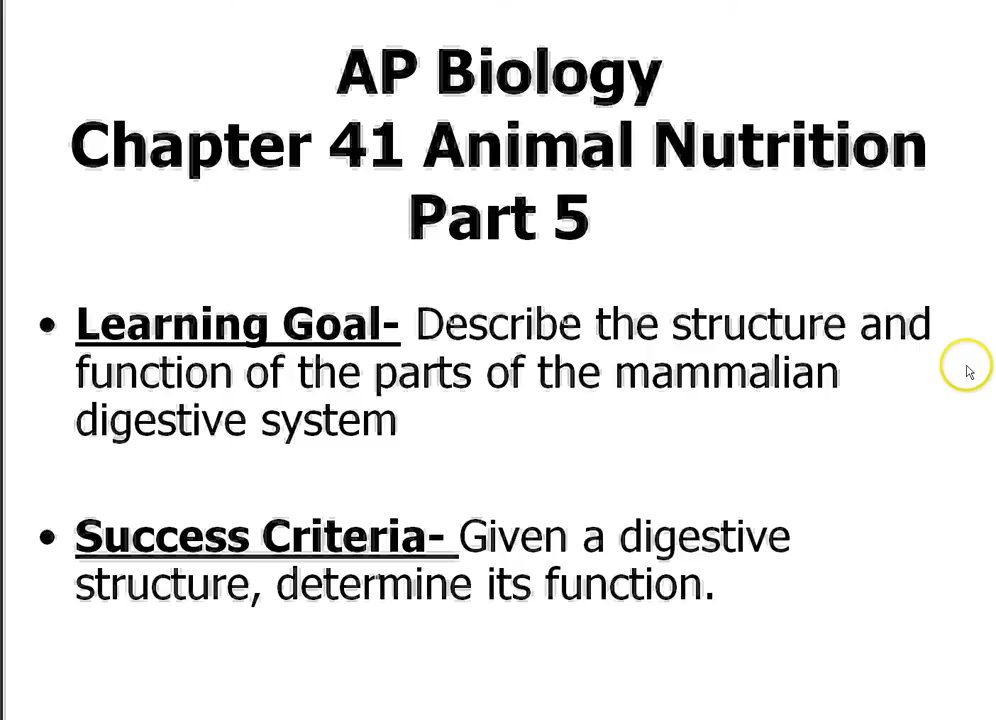 AP Biology
Chapter 41 Animal Nutrition
Part 5
• Learning Goal- Describe the structure and
function of the parts of the mammalian
digestive system
• Success Criteria- Given a digestive
structure, determine its function.